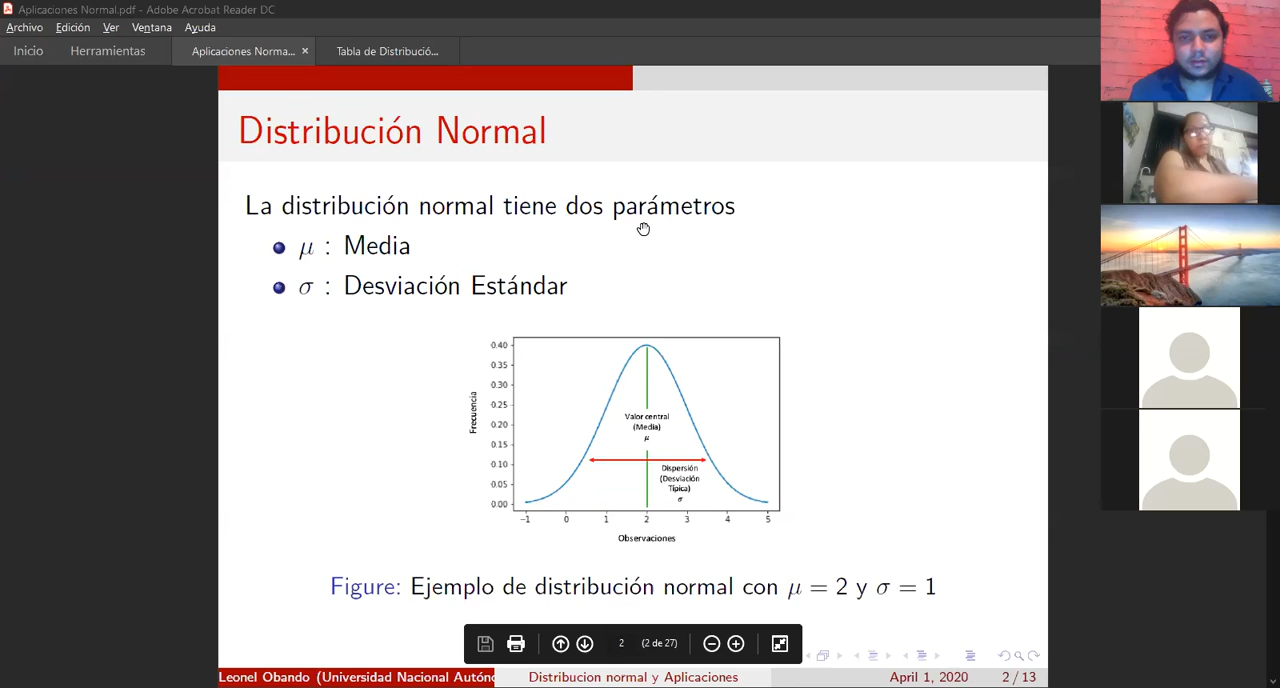 Aplicaciones Normal.pdf - Adobe Acrobat Reader DC
Archivo Edición Ver Ventana Ayuda
Inicio Herramientas Aplicaciones Norma... × Tabla de Distribució...
Distribución Normal
La distribución normal tiene dos parámetros
μ : Media
σ : Desviación Estándar
0.40
0.35
0.30
0.25
0.20
0.15
0.10
0.05
0.00
Frecuencia
Valor central
(Media)
μ
Dispersión
(Desviación
Típica)
σ
−1 0 1 2 3 4 5
Observaciones
Figure: Ejemplo de distribución normal con μ = 2 y σ = 1
2 (2 de 27)
Leonel Obando (Universidad Nacional Autóno Distribucion normal y Aplicaciones April 1, 2020 2 / 13